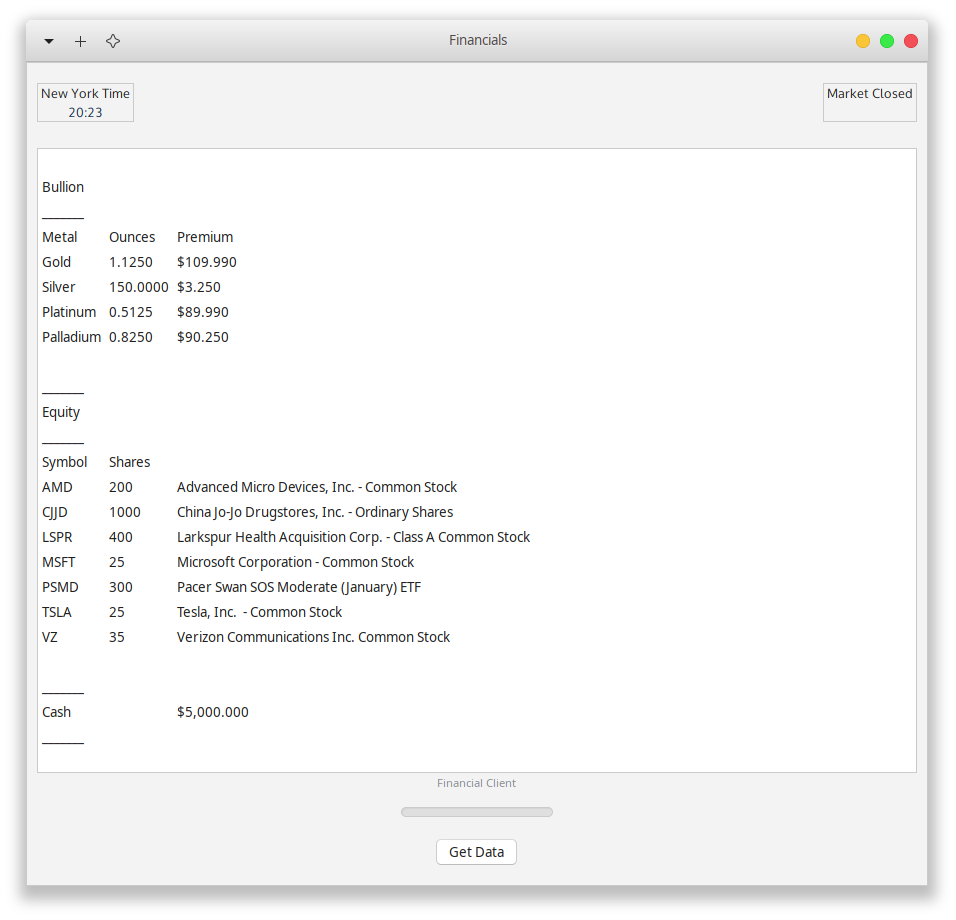 Financials
New York Time
20:23
Market Closed
Bullion
______
Metal Ounces Premium
Gold 1.1250 $109.990
Silver 150.0000 $3.250
Platinum 0.5125 $89.990
Palladium 0.8250 $90.250
______
Equity
______
Symbol Shares
AMD 200 Advanced Micro Devices, Inc. - Common Stock
CJJD 1000 China Jo-Jo Drugstores, Inc. - Ordinary Shares
LSPR 400 Larkspur Health Acquisition Corp. - Class A Common Stock
MSFT 25 Microsoft Corporation - Common Stock
PSMD 300 Pacer Swan SOS Moderate (January) ETF
TSLA 25 Tesla, Inc.  - Common Stock
VZ 35 Verizon Communications Inc. Common Stock
______
Cash $5,000.000
______
Financial Client
Get Data